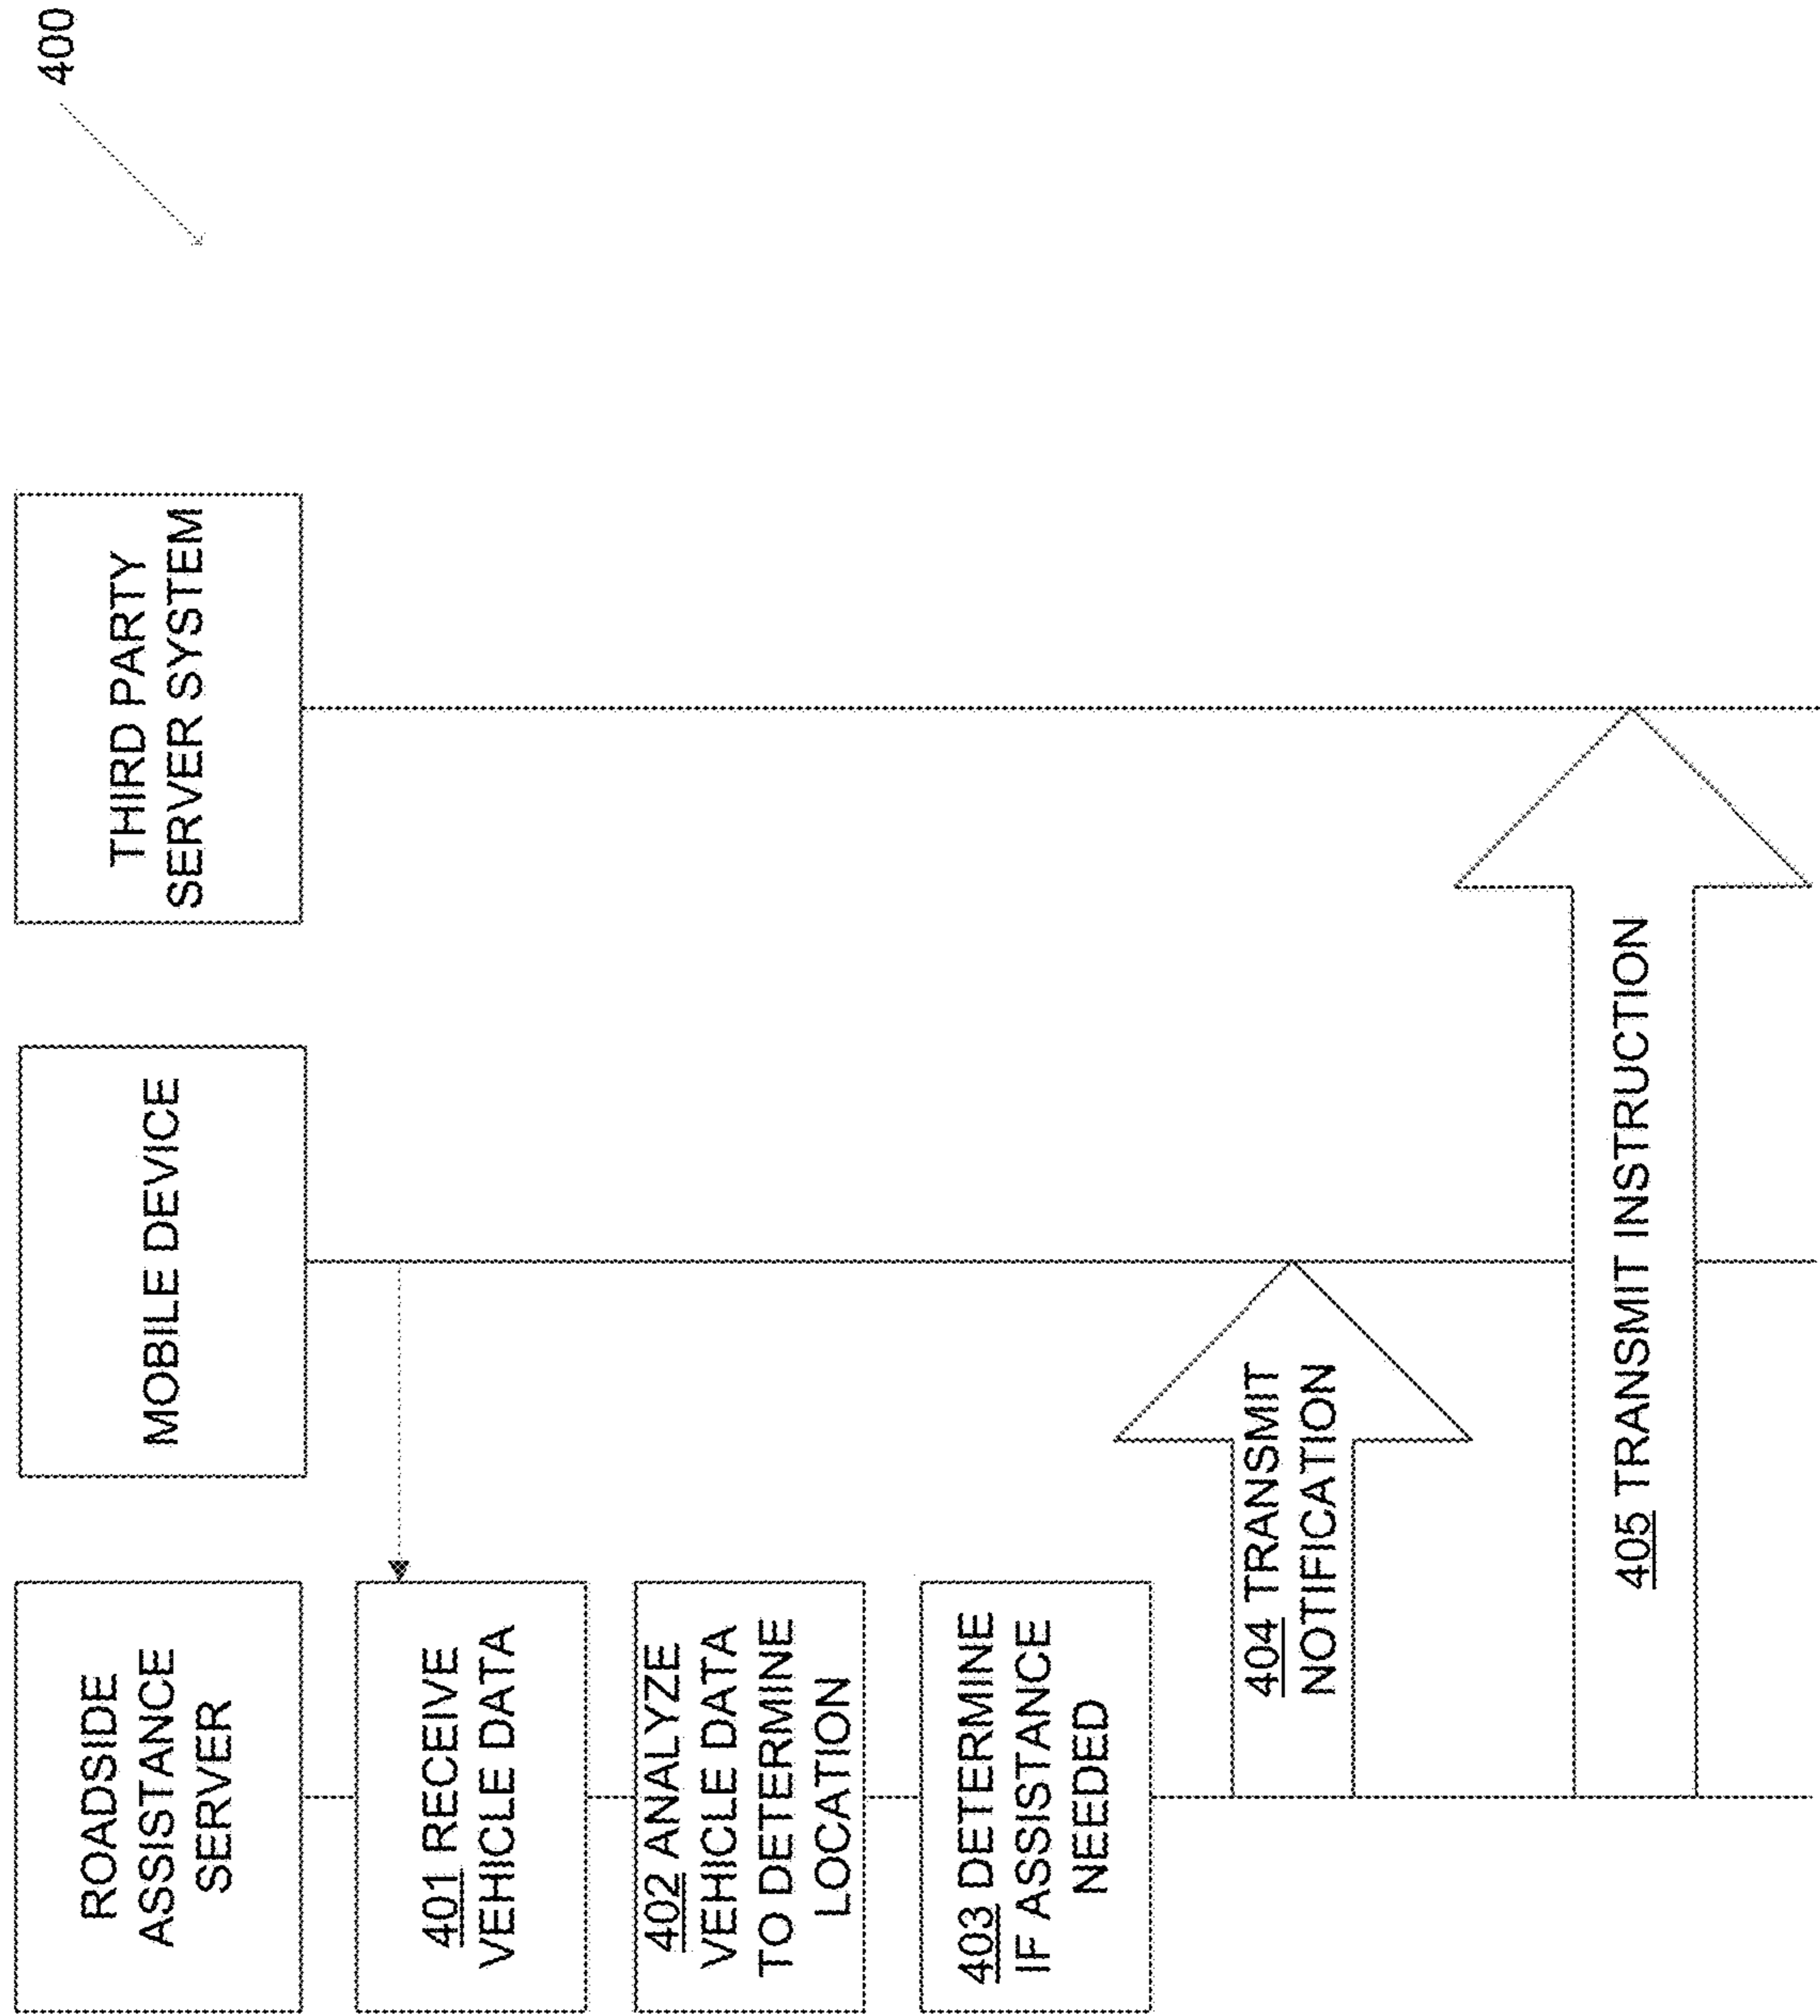 400
ROADSIDE
ASSISTANCE
SERVER
MOBILE DEVICE
THIRD PARTY
SERVER SYSTEM
401 RECEIVE
VEHICLE DATA
402 ANALYZE
VEHICLE DATA
TO DETERMINE
LOCATION
403 DETERMINE
IF ASSISTANCE
NEEDED
404 TRANSMIT
NOTIFICATION
405 TRANSMIT INSTRUCTION